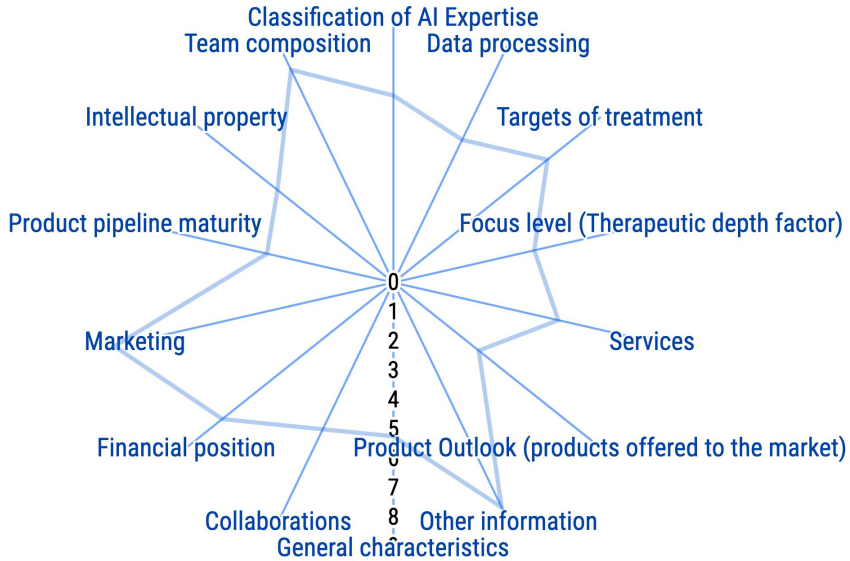 Classification of AI Expertise
Team composition
Data processing
Intellectual property
Targets of treatment
Product pipeline maturity
Focus level (Therapeutic depth factor)
0
1
2
Marketing
Services
3
4
5
Financial position
Product Outlook (products offered to the market)
7
8
Collaborations
Other information
General characteristics